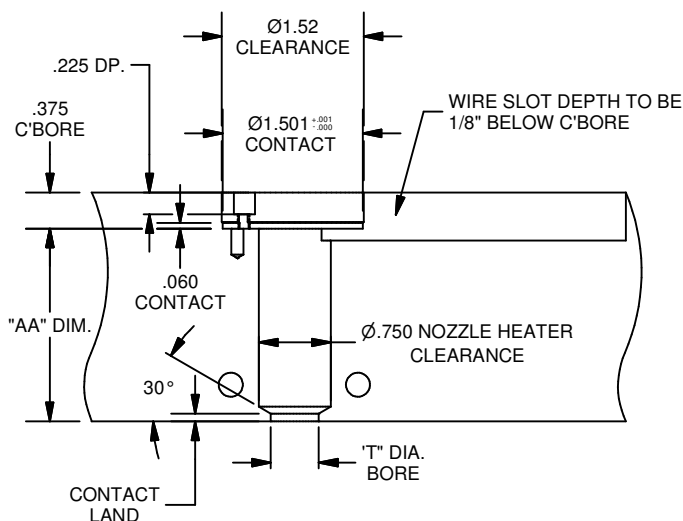 Ø1.52
CLEARANCE
.225 DP.
.375
C'BORE
Ø1.501 +.001 -.000
CONTACT
WIRE SLOT DEPTH TO BE
1/8" BELOW C'BORE
.060
CONTACT
"AA" DIM.
Ø.750 NOZZLE HEATER
CLEARANCE
30°
'T" DIA.
BORE
CONTACT
LAND